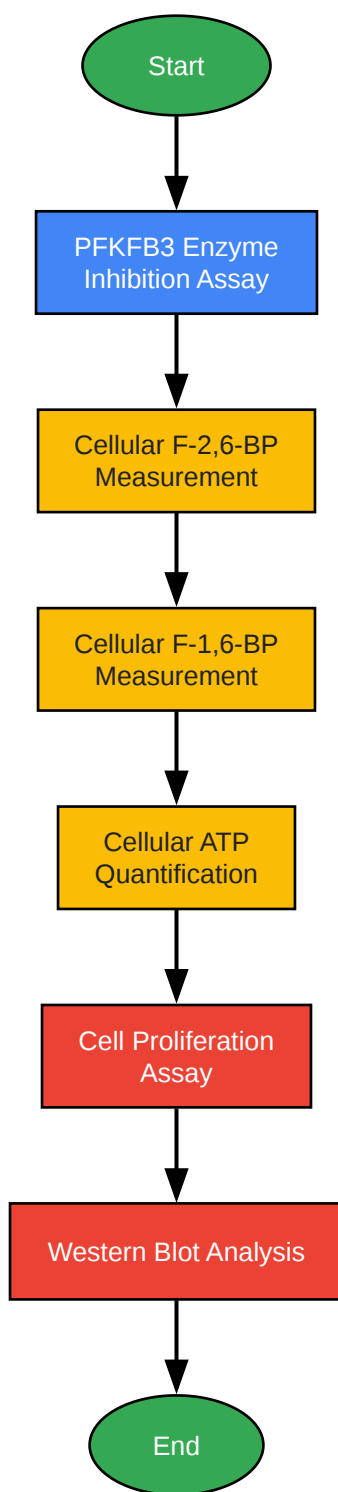 Start
PFKFB3 Enzyme
Inhibition Assay
Cellular F-2,6-BP
Measurement
Cellular F-1,6-BP
Measurement
Cellular ATP
Quantification
Cell Proliferation
Assay
Western Blot Analysis
End